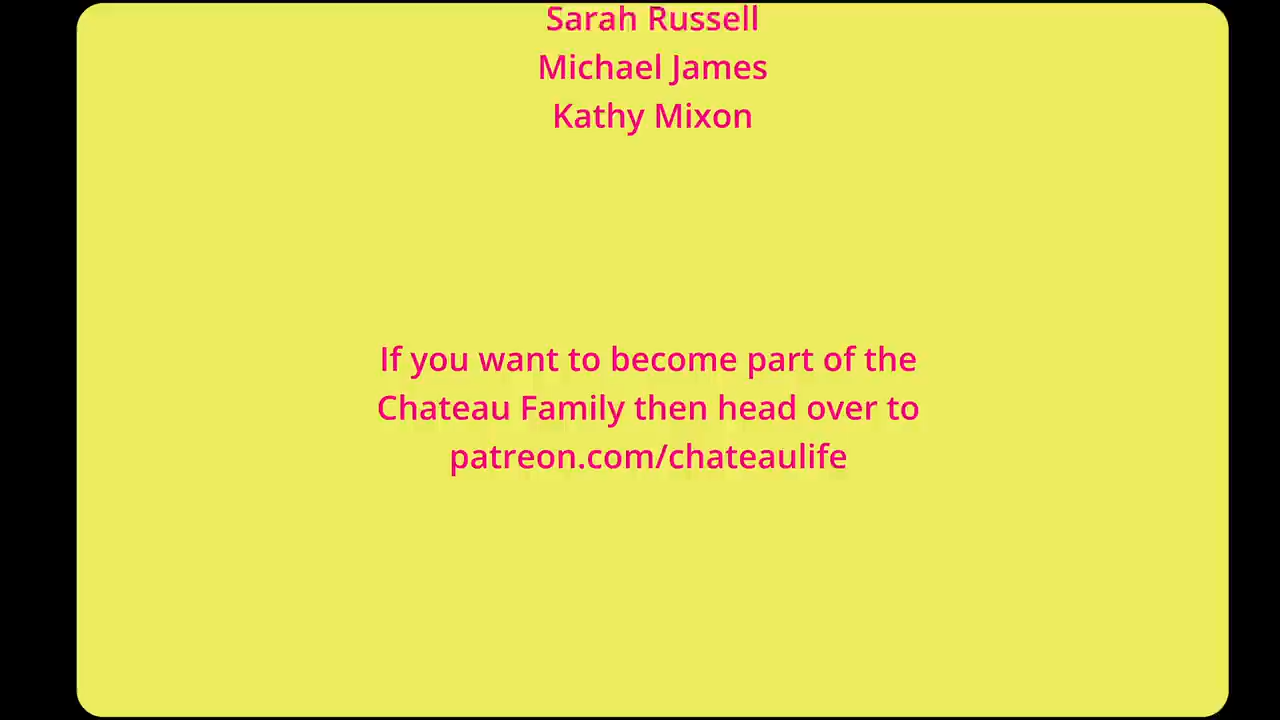 Sarah Russell
Michael James
Kathy Mixon
If you want to become part of the
Chateau Family then head over to
patreon.com/chateaulife